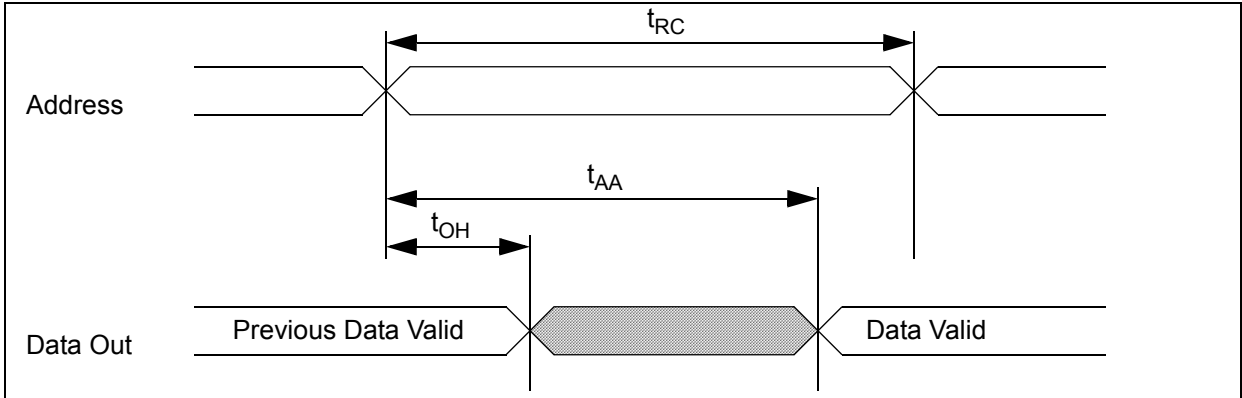 tRC
Address
tAA
tOH
Previous Data Valid
Data Valid
Data Out